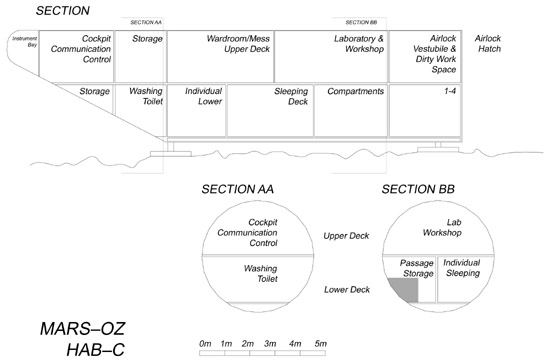 SECTION
SECTION AA
SECTION BB
Instrument
Bay
Cockpit
Communication
Control
Storage
Wardroom/Mess
Upper Deck
Laboratory &
Workshop
Airlock
Vestubile &
Dirty Work
Space
Airlock
Hatch
Storage
Washing
Toilet
Individual
Lower
Sleeping
Deck
Compartments
1-4
SECTION AA
SECTION BB
Cockpit
Communication
Control
Washing
Toilet
Upper Deck
Lower Deck
Lab
Workshop
Passage
Storage
Individual
Sleeping
MARS–OZ
HAB–C
0m 1m 2m 3m 4m 5m